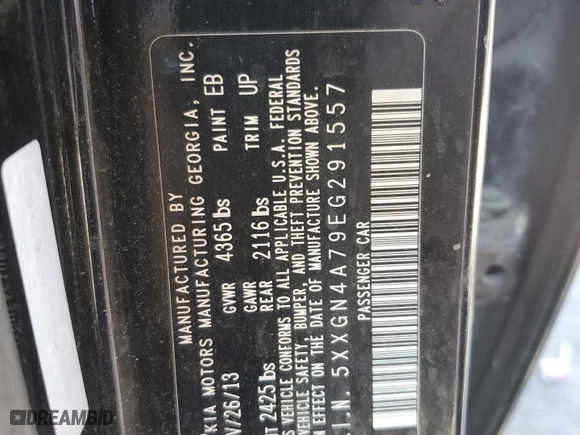 MANUFACTURED BY
KIA MOTORS MANUFACTURING GEORGIA, INC.
/26/13 GVWR 4365 lbs PAINT EB
GAWR
2425 lbs REAR 2116 lbs TRIM UP
VEHICLE CONFORMS TO ALL APPLICABLE U.S.A. FEDERAL
VEHICLE SAFETY, BUMPER, AND THEFT PREVENTION STANDARDS
EFFECT ON THE DATE OF MANUFACTURE SHOWN ABOVE.
5XXGN4A79EG291557
PASSENGER CAR
© DreamBid.com